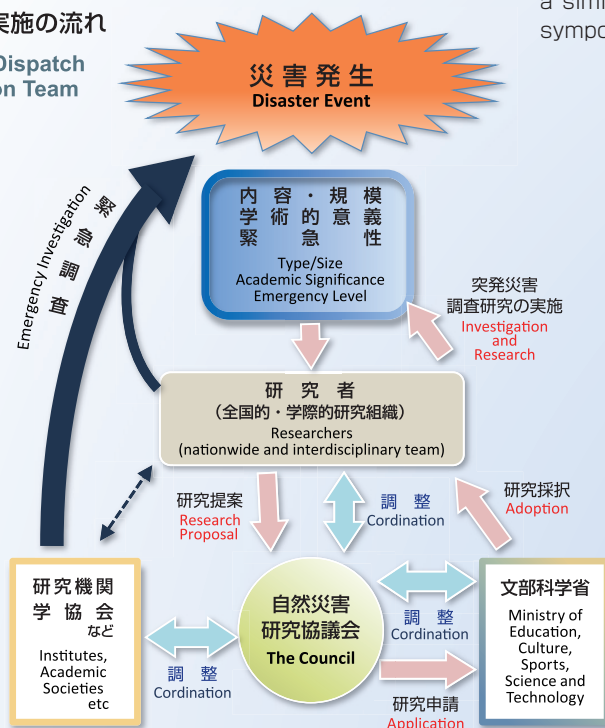 実施の流れ
Dispatch
on Team
a simi
sympo
災害発生
Disaster Event
内容・規模
学術的意義
緊急性
Type/Size
Academic Significance
Emergency Level
緊急調査
Emergency Investigation
突発災害
調査研究の実施
Investigation
and
Research
研究者
（全国的・学際的研究組織）
Researchers
(nationwide and interdisciplinary team)
研究提案
Research
Proposal
調整
Cordination
研究採択
Adoption
研究機関
学協会
など
Institutes,
Academic
Societies
etc
調整
Cordination
自然災害
研究協議会
The Council
調整
Cordination
研究申請
Application
文部科学省
Ministry of
Education,
Culture,
Sports,
Science and
Technology